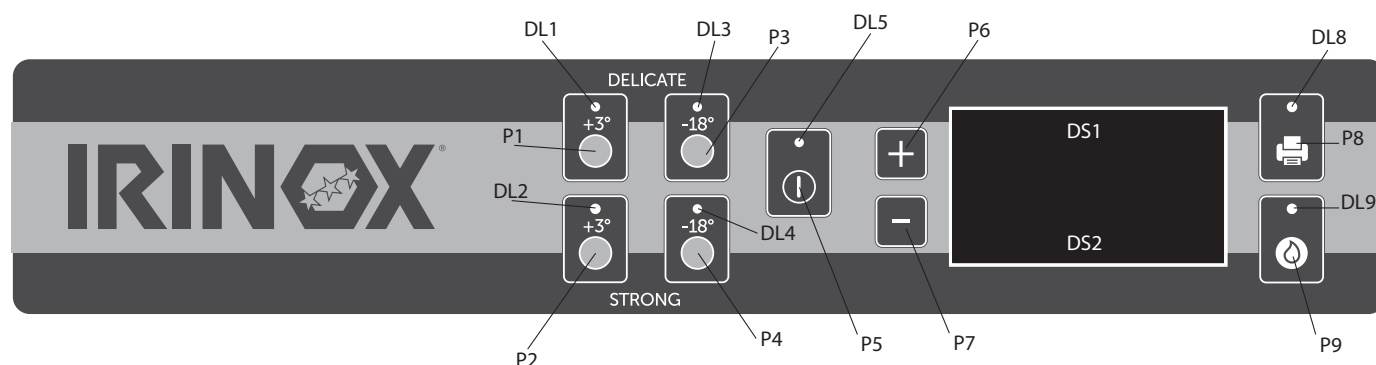 DL1
DL3
DL5
P3
P6
DL8
DELICATE
+3°
-18°
P1
IRINOX®
+
DS1
P8
DL2
DL9
+3°
-18°
DL4
-
DS2
STRONG
P2
P4
P5
P7
P9